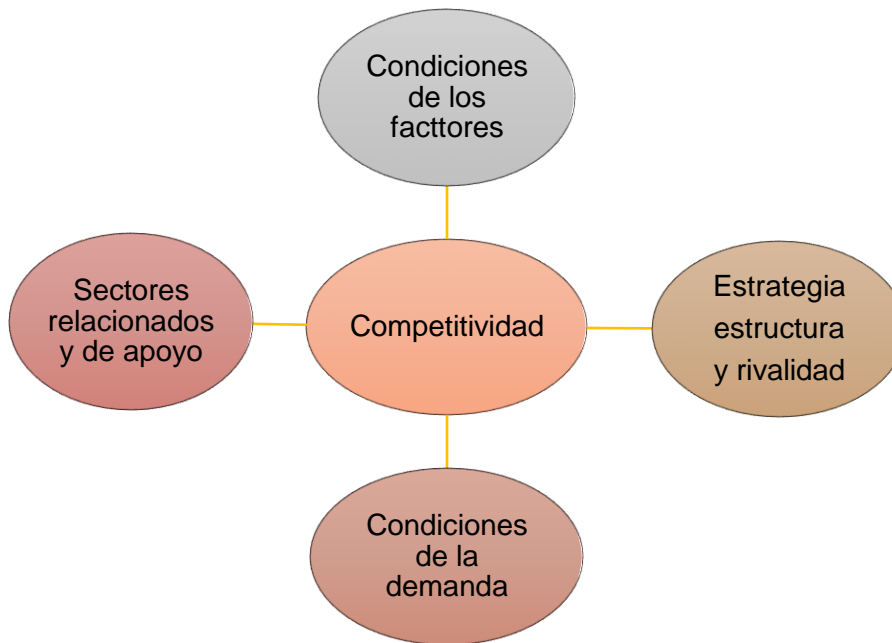 Condiciones
de los
facttores
Sectores
relacionados
y de apoyo
Competitividad
Estrategia
estructura
y rivalidad
Condiciones
de la
demanda